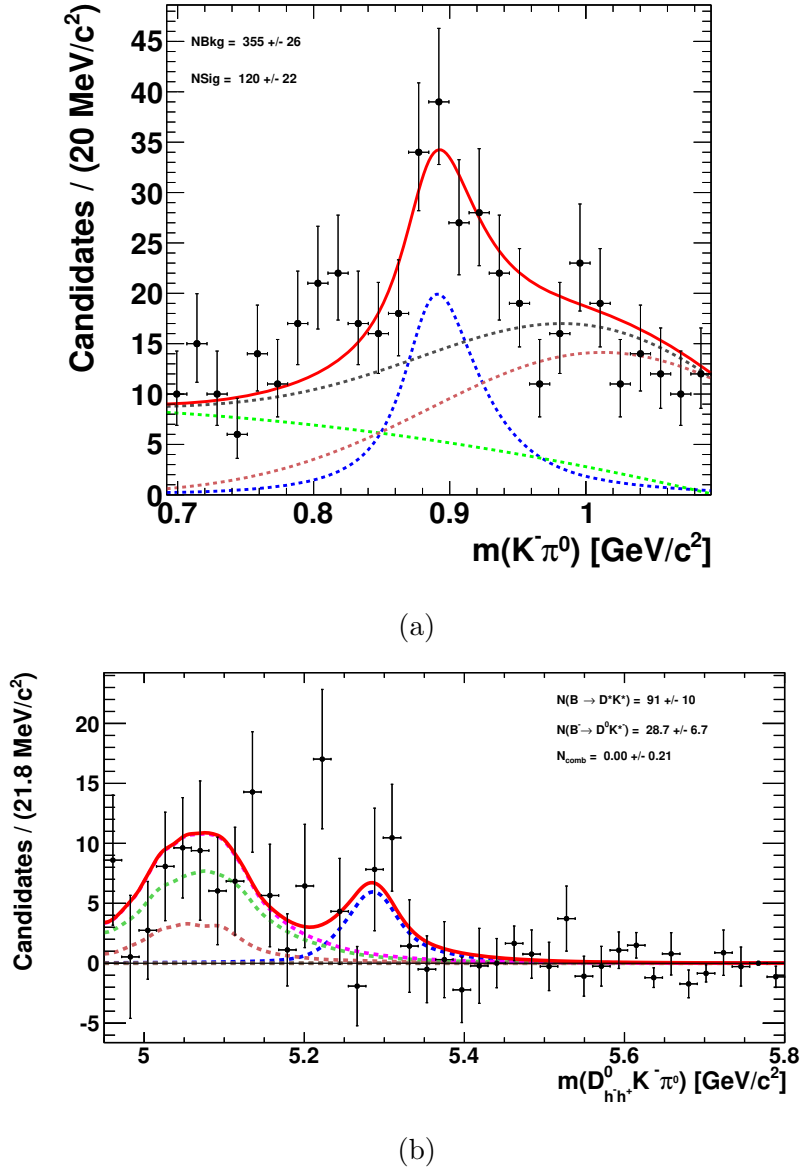 Candidates / (20 MeV/c²)
45
40
35
30
25
20
15
10
5
0
NBkg = 355 +/- 26
NSig = 120 +/- 22
0.7 0.8 0.9 1
m(K⁻π⁰) [GeV/c²]
(a)
Candidates / (21.8 MeV/c²)
20
15
10
5
0
-5
N(B → D*K*) = 91 +/- 10
N(B⁻→ D⁰K*⁻) = 28.7 +/- 6.7
N_comb = 0.00 +/- 0.21
5 5.2 5.4 5.6 5.8
m(D⁰_h⁻h⁺ K⁻π⁰) [GeV/c²]
(b)